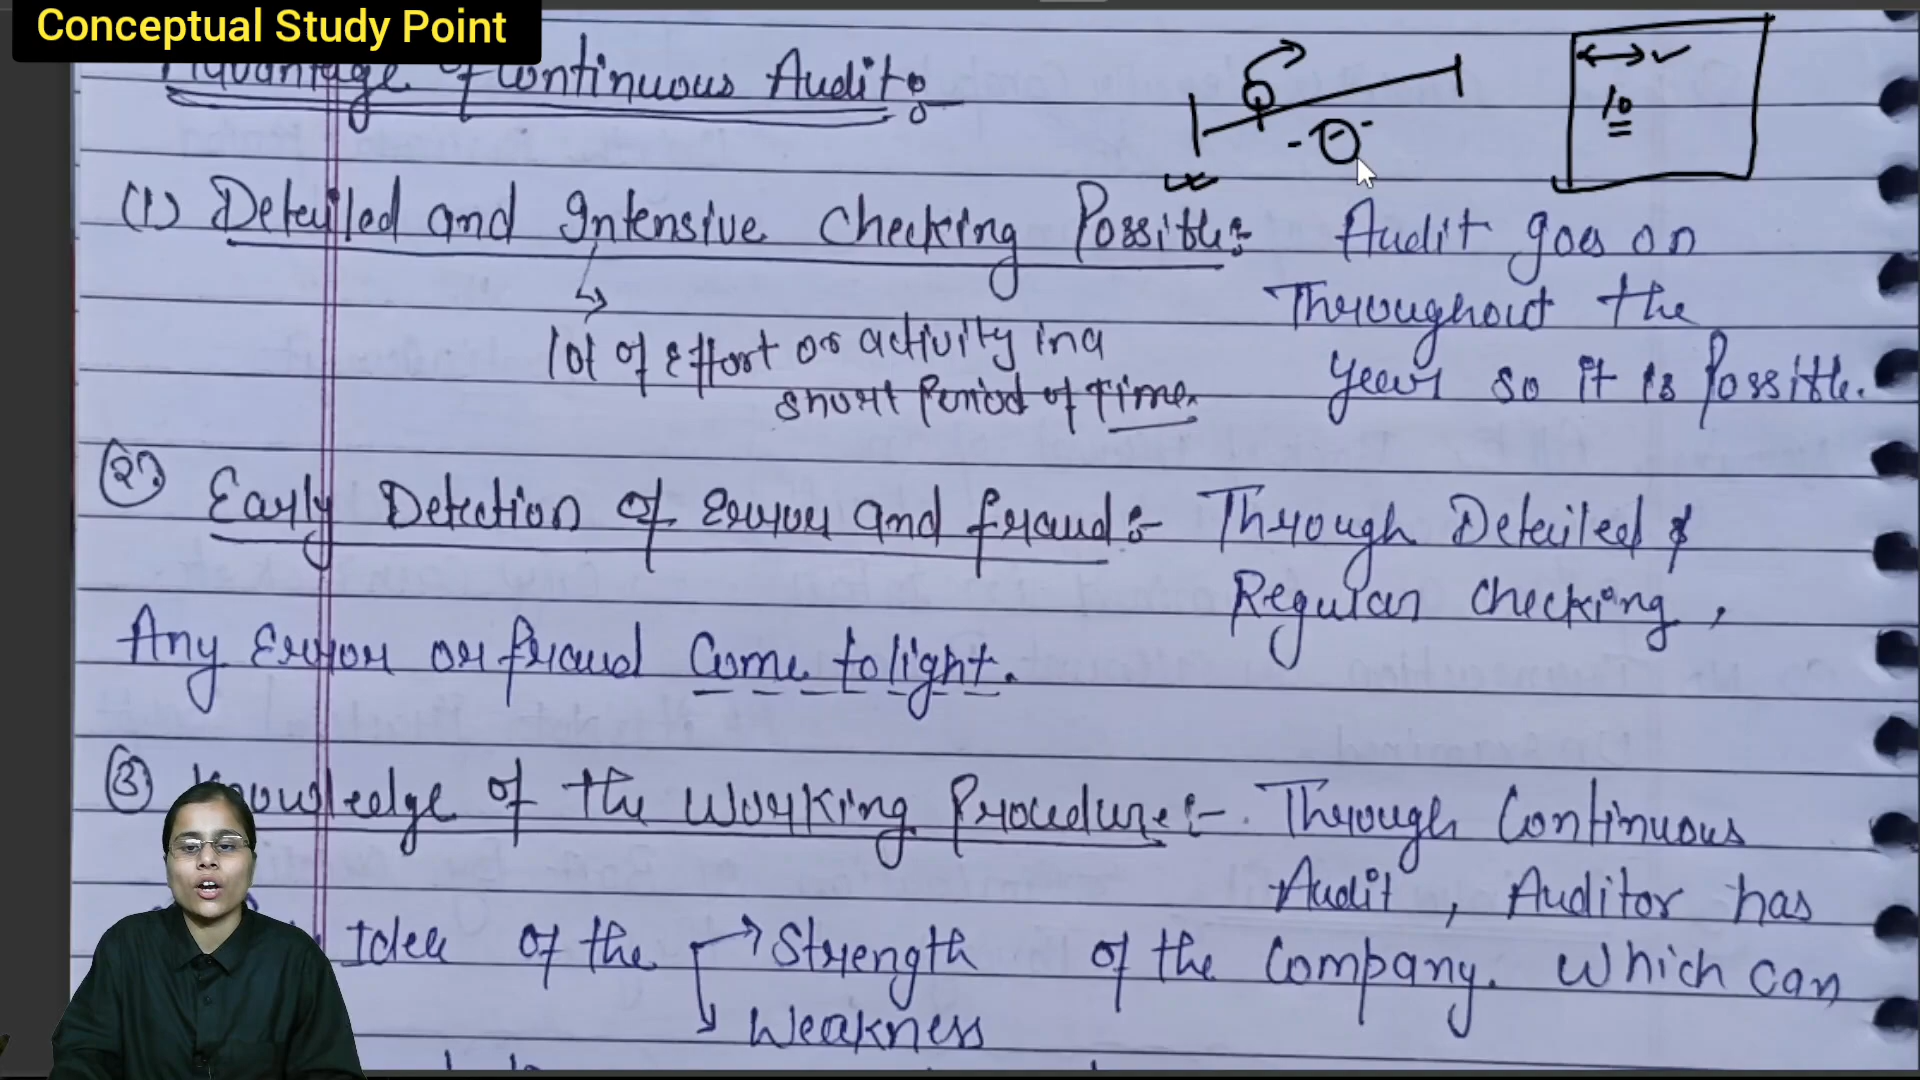 Conceptual Study Point
Advantage of Continuous Audit:-
10
(1) Detailed and Intensive Checking Possible:- Audit goes on
Throughout the
lot of effort or activity in a
year so it is Possible.
short Period of Time.
2. Early Detection of Error and fraud:- Through Detailed &
Regular checking,
Any Error or fraud Come to light.
3 Knowledge of the Working Procedure:- Through Continuous
Audit, Auditor has
Idea of the Strength of the Company. Which can
Weakness